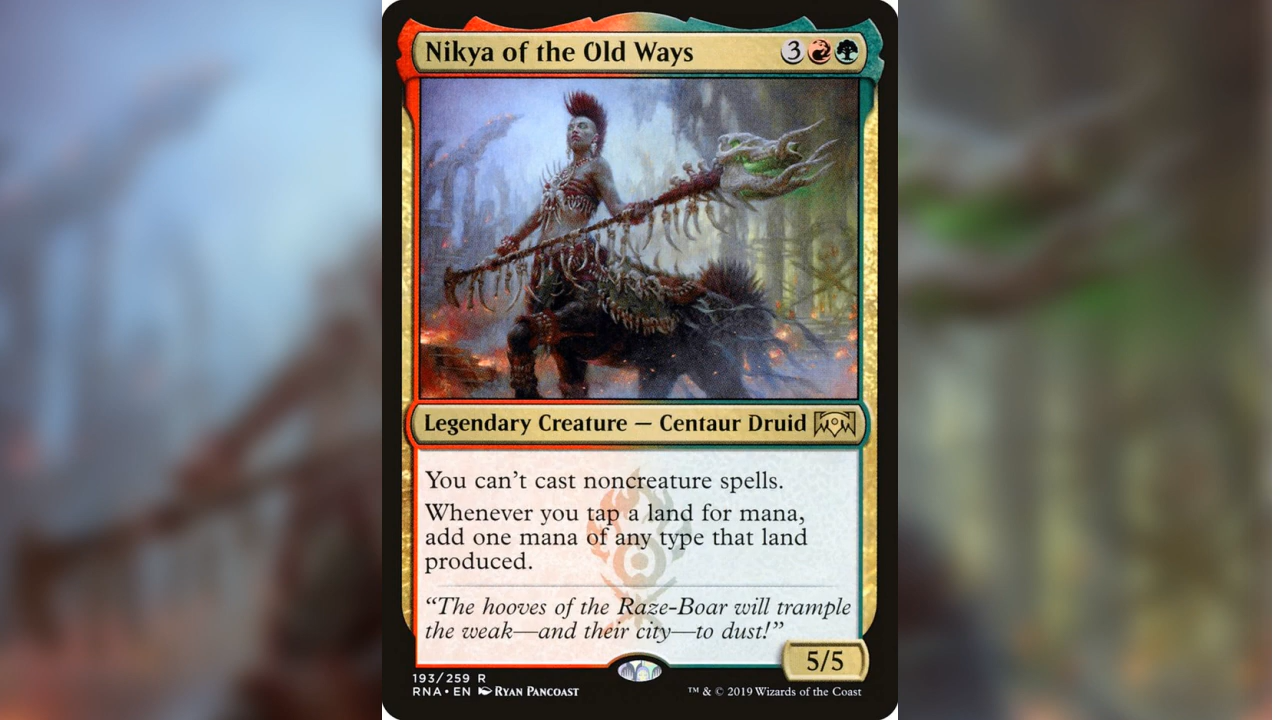 Nikya of the Old Ways 3
Legendary Creature — Centaur Druid
You can’t cast noncreature spells.
Whenever you tap a land for mana,
add one mana of any type that land
produced.
“The hooves of the Raze-Boar will trample
the weak—and their city—to dust!”
5/5
193/259 R
RNA • EN Ryan Pancoast
™ & © 2019 Wizards of the Coast